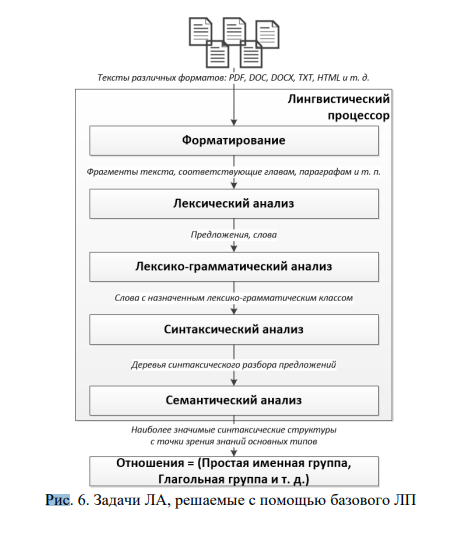 Тексты различных форматов: PDF, DOC, DOCX, TXT, HTML и т. д.
Лингвистический
процессор
Форматирование
Фрагменты текста, соответствующие главам, параграфам и т. п.
Лексический анализ
Предложения, слова
Лексико-грамматический анализ
Слова с назначенным лексико-грамматическим классом
Синтаксический анализ
Деревья синтаксического разбора предложений
Семантический анализ
Наиболее значимые синтаксические структуры
с точки зрения знаний основных типов
Отношения = (Простая именная группа,
Глагольная группа и т. д.)
Рис. 6. Задачи ЛА, решаемые с помощью базового ЛП